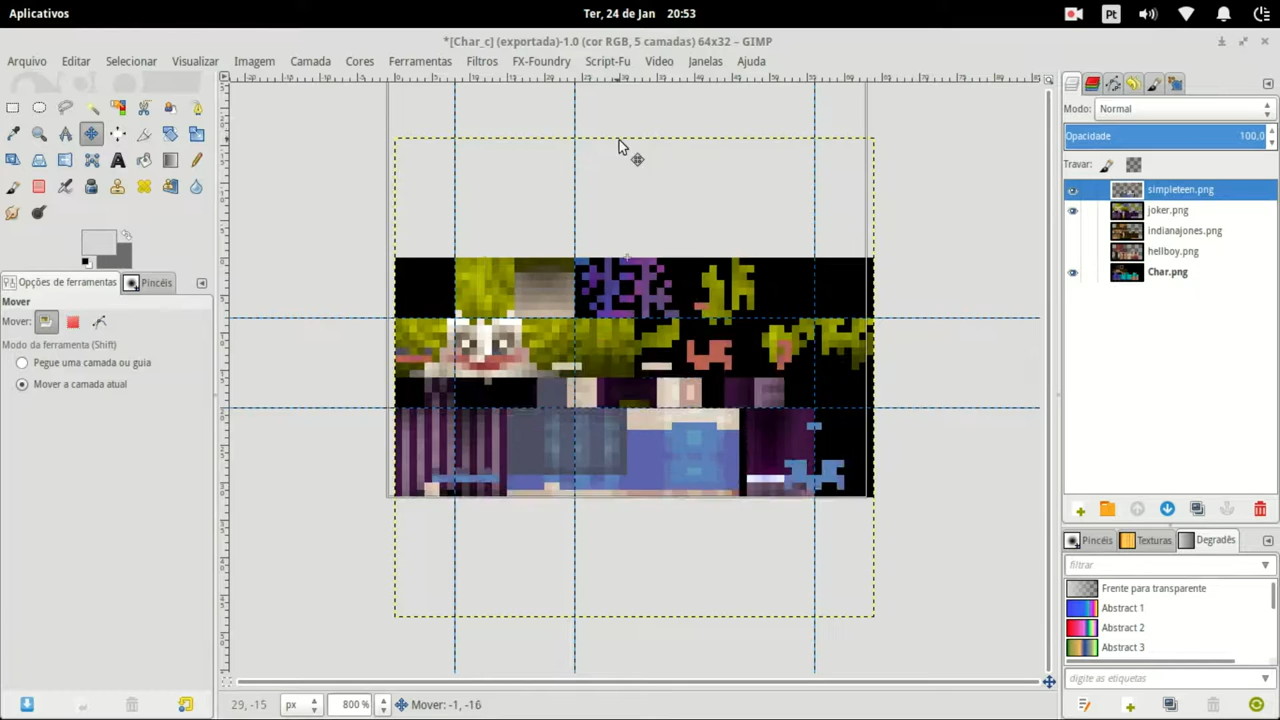 Aplicativos
Ter, 24 de Jan 20:53
Pt
*[Char_c] (exportada)-1.0 (cor RGB, 5 camadas) 64x32 – GIMP
Arquivo Editar Selecionar Visualizar Imagem Camada Cores Ferramentas Filtros FX-Foundry Script-Fu Video Janelas Ajuda
Modo: Normal
Opacidade 100,0
Travar:
simpleteen.png
joker.png
indianajones.png
hellboy.png
Char.png
Opções de ferramentas Pincéis
Mover
Mover:
Modo da ferramenta (Shift)
Pegue uma camada ou guia
Mover a camada atual
Pincéis Texturas Degradês
filtrar
Frente para transparente
Abstract 1
Abstract 2
Abstract 3
digite as etiquetas
29, -15 px 800 % Mover: -1, -16